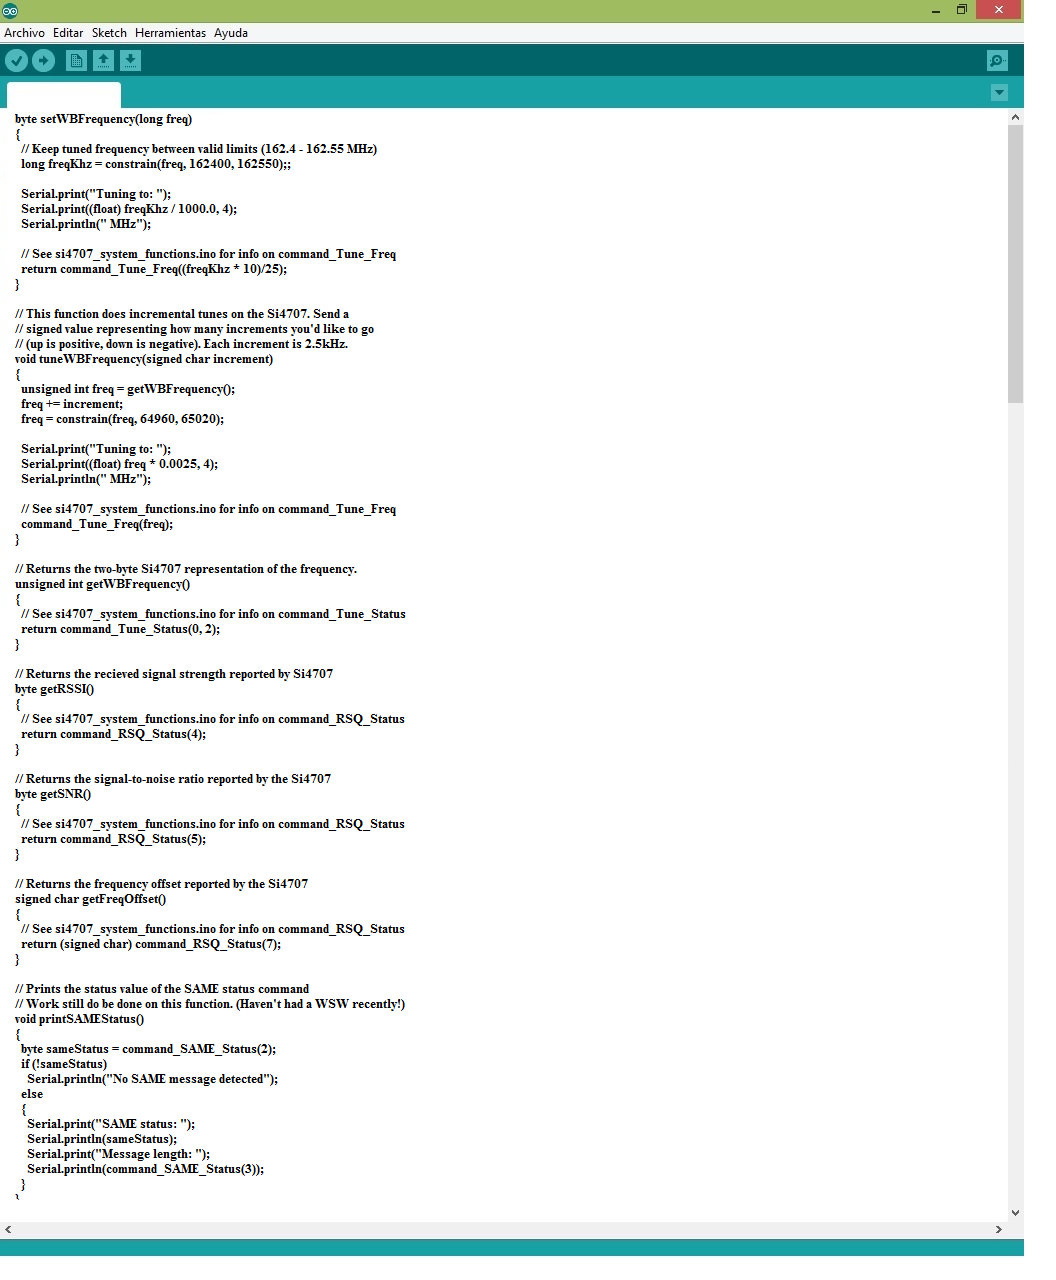 Archivo Editar Sketch Herramientas Ayuda
byte setWBFrequency(long freq)
{
// Keep tuned frequency between valid limits (162.4 - 162.55 MHz)
long freqKhz = constrain(freq, 162400, 162550);;
Serial.print("Tuning to: ");
Serial.print((float) freqKhz / 1000.0, 4);
Serial.println(" MHz");
// See si4707_system_functions.ino for info on command_Tune_Freq
return command_Tune_Freq((freqKhz * 10)/25);
}
// This function does incremental tunes on the Si4707. Send a
// signed value representing how many increments you'd like to go
// (up is positive, down is negative). Each increment is 2.5kHz.
void tuneWBFrequency(signed char increment)
{
unsigned int freq = getWBFrequency();
freq += increment;
freq = constrain(freq, 64960, 65020);
Serial.print("Tuning to: ");
Serial.print((float) freq * 0.0025, 4);
Serial.println(" MHz");
// See si4707_system_functions.ino for info on command_Tune_Freq
command_Tune_Freq(freq);
}
// Returns the two-byte Si4707 representation of the frequency.
unsigned int getWBFrequency()
{
// See si4707_system_functions.ino for info on command_Tune_Status
return command_Tune_Status(0, 2);
}
// Returns the recieved signal strength reported by Si4707
byte getRSSI()
{
// See si4707_system_functions.ino for info on command_RSQ_Status
return command_RSQ_Status(4);
}
// Returns the signal-to-noise ratio reported by the Si4707
byte getSNR()
{
// See si4707_system_functions.ino for info on command_RSQ_Status
return command_RSQ_Status(5);
}
// Returns the frequency offset reported by the Si4707
signed char getFreqOffset()
{
// See si4707_system_functions.ino for info on command_RSQ_Status
return (signed char) command_RSQ_Status(7);
}
// Prints the status value of the SAME status command
// Work still do be done on this function. (Haven't had a WSW recently!)
void printSAMEStatus()
{
byte sameStatus = command_SAME_Status(2);
if (!sameStatus)
Serial.println("No SAME message detected");
else
{
Serial.print("SAME status: ");
Serial.println(sameStatus);
Serial.print("Message length: ");
Serial.println(command_SAME_Status(3));
}
}